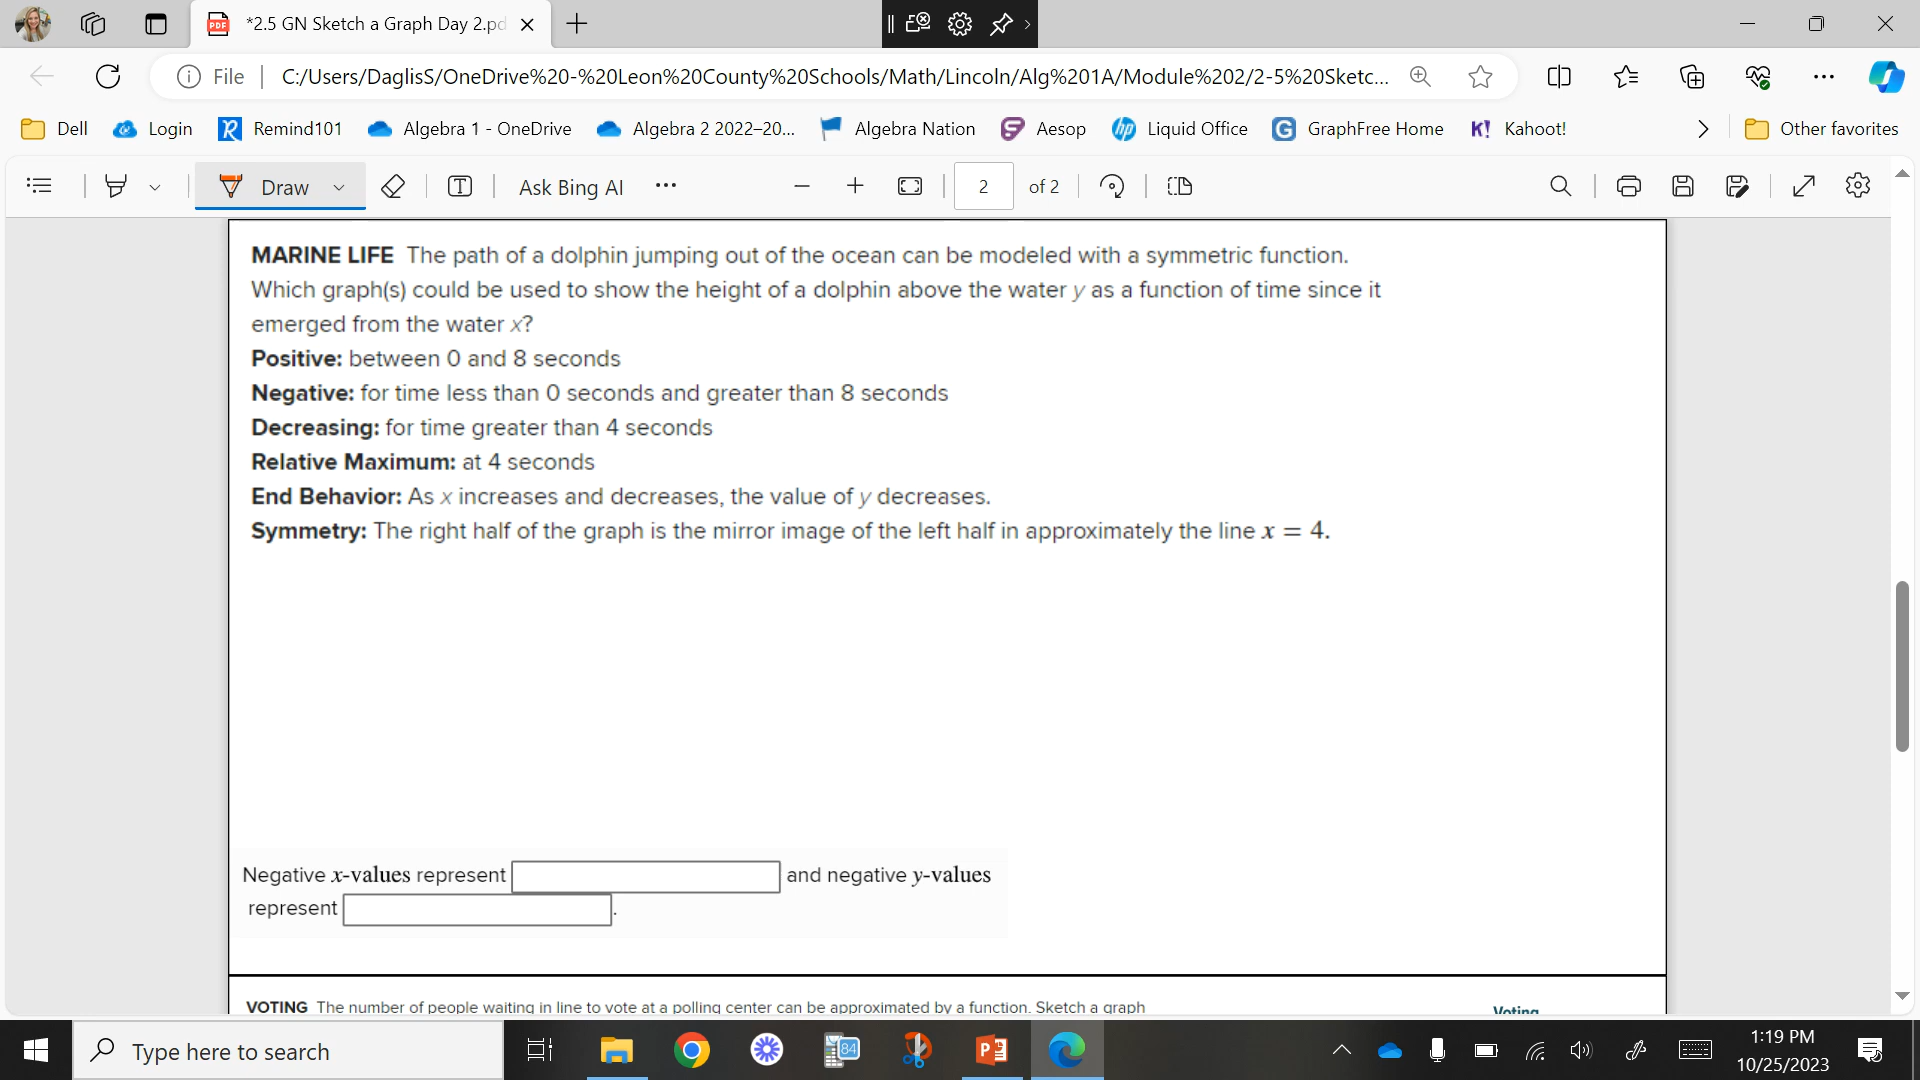 *2.5 GN Sketch a Graph Day 2.pd
File C:/Users/DaglisS/OneDrive%20-%20Leon%20County%20Schools/Math/Lincoln/Alg%201A/Module%202/2-5%20Sketc...
Dell Login Remind101 Algebra 1 - OneDrive Algebra 2 2022–20... Algebra Nation Aesop Liquid Office GraphFree Home K! Kahoot! Other favorites
Draw Ask Bing AI 2 of 2
MARINE LIFE The path of a dolphin jumping out of the ocean can be modeled with a symmetric function.
Which graph(s) could be used to show the height of a dolphin above the water y as a function of time since it
emerged from the water x?
Positive: between 0 and 8 seconds
Negative: for time less than 0 seconds and greater than 8 seconds
Decreasing: for time greater than 4 seconds
Relative Maximum: at 4 seconds
End Behavior: As x increases and decreases, the value of y decreases.
Symmetry: The right half of the graph is the mirror image of the left half in approximately the line x = 4.
Negative x-values represent and negative y-values
represent .
VOTING The number of people waiting in line to vote at a polling center can be approximated by a function. Sketch a graph
Voting
Type here to search
84
1:19 PM
10/25/2023